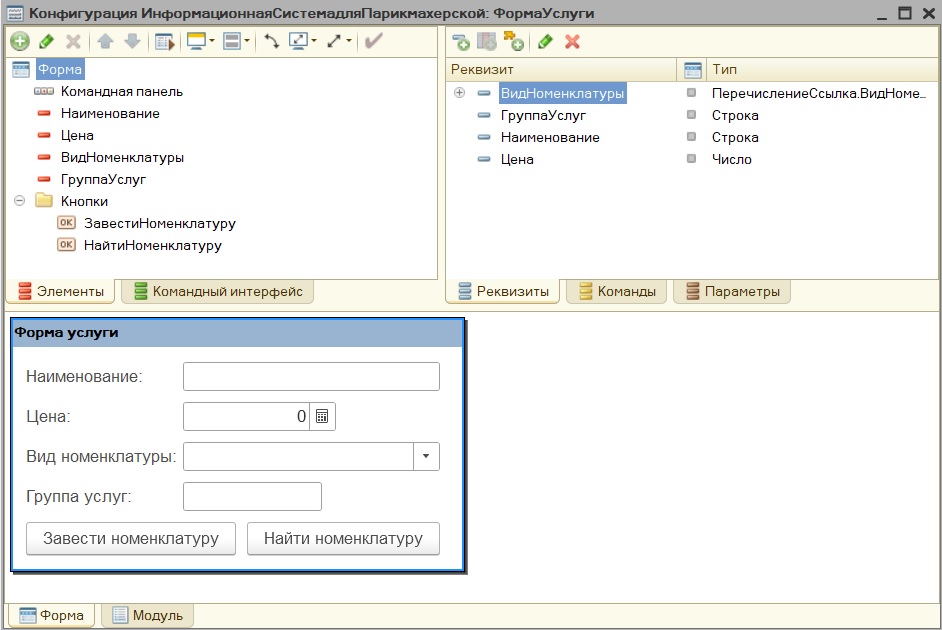 Конфигурация ИнформационнаяСистемадляПарикмахерской: ФормаУслуги
Форма
Командная панель
Наименование
Цена
ВидНоменклатуры
ГруппаУслуг
Кнопки
OK ЗавестиНоменклатуру
OK НайтиНоменклатуру
Элементы Командный интерфейс
Реквизит Тип
ВидНоменклатуры ПеречислениеСсылка.ВидНоме...
ГруппаУслуг Строка
Наименование Строка
Цена Число
Реквизиты Команды Параметры
Форма услуги
Наименование:
Цена: 0
Вид номенклатуры:
Группа услуг:
Завести номенклатуру Найти номенклатуру
Форма Модуль